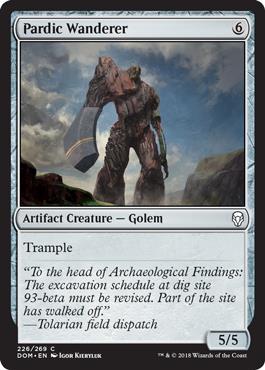 Pardic Wanderer 6
Artifact Creature — Golem
Trample
“To the head of Archaeological Findings:
The excavation schedule at dig site
93-beta must be revised. Part of the site
has walked off.”
—Tolarian field dispatch
5/5
226/269 C
DOM • EN Igor Kieryluk
™ & © 2018 Wizards of the Coast